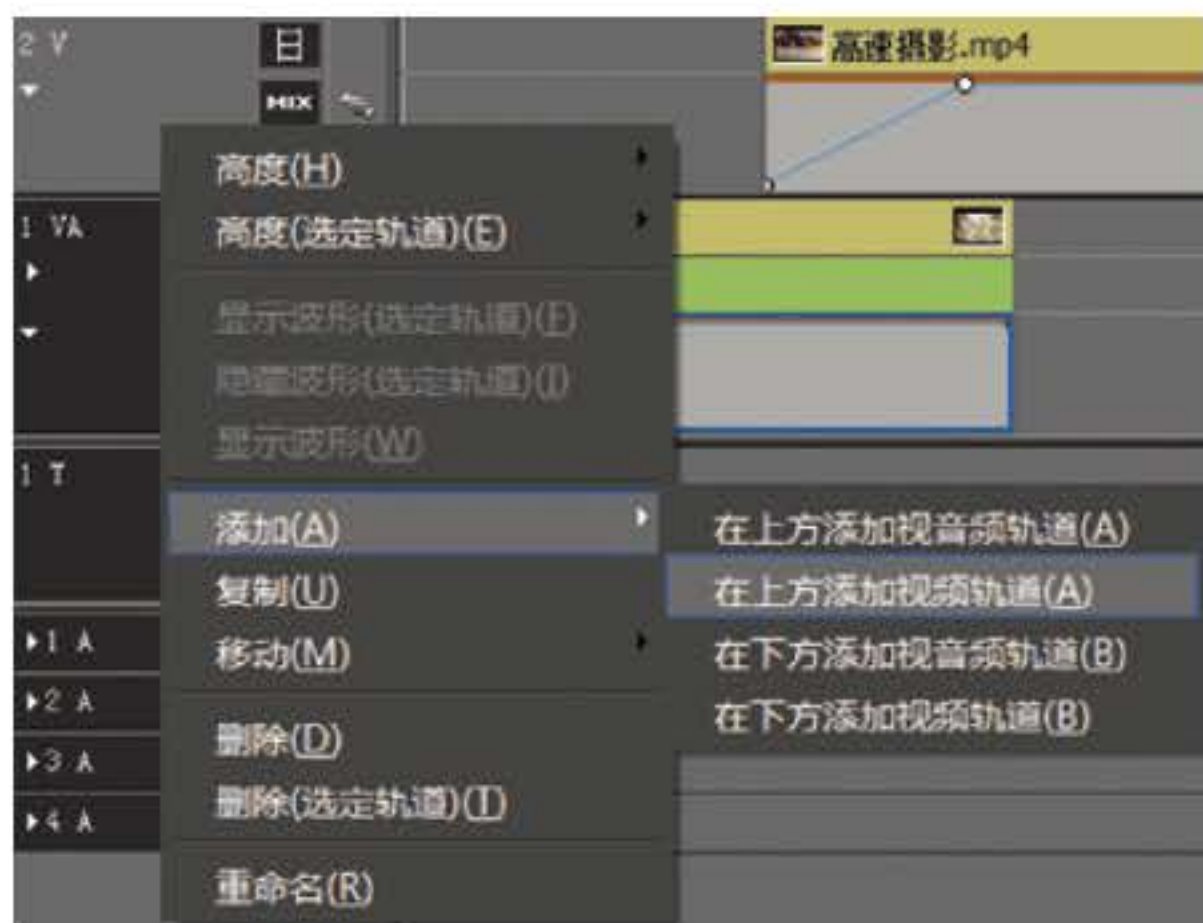 2 V
MIX
高速摄影.mp4
高度(H)
高度(选定轨道)(E)
1 VA
显示波形(选定轨道)(F)
隐藏波形(选定轨道)(I)
显示波形(W)
1 T
添加(A)
在上方添加视音频轨道(A)
复制(U)
在上方添加视频轨道(A)
移动(M)
在下方添加视音频轨道(B)
在下方添加视频轨道(B)
删除(D)
删除(选定轨道)(T)
重命名(R)
1 A
2 A
3 A
4 A